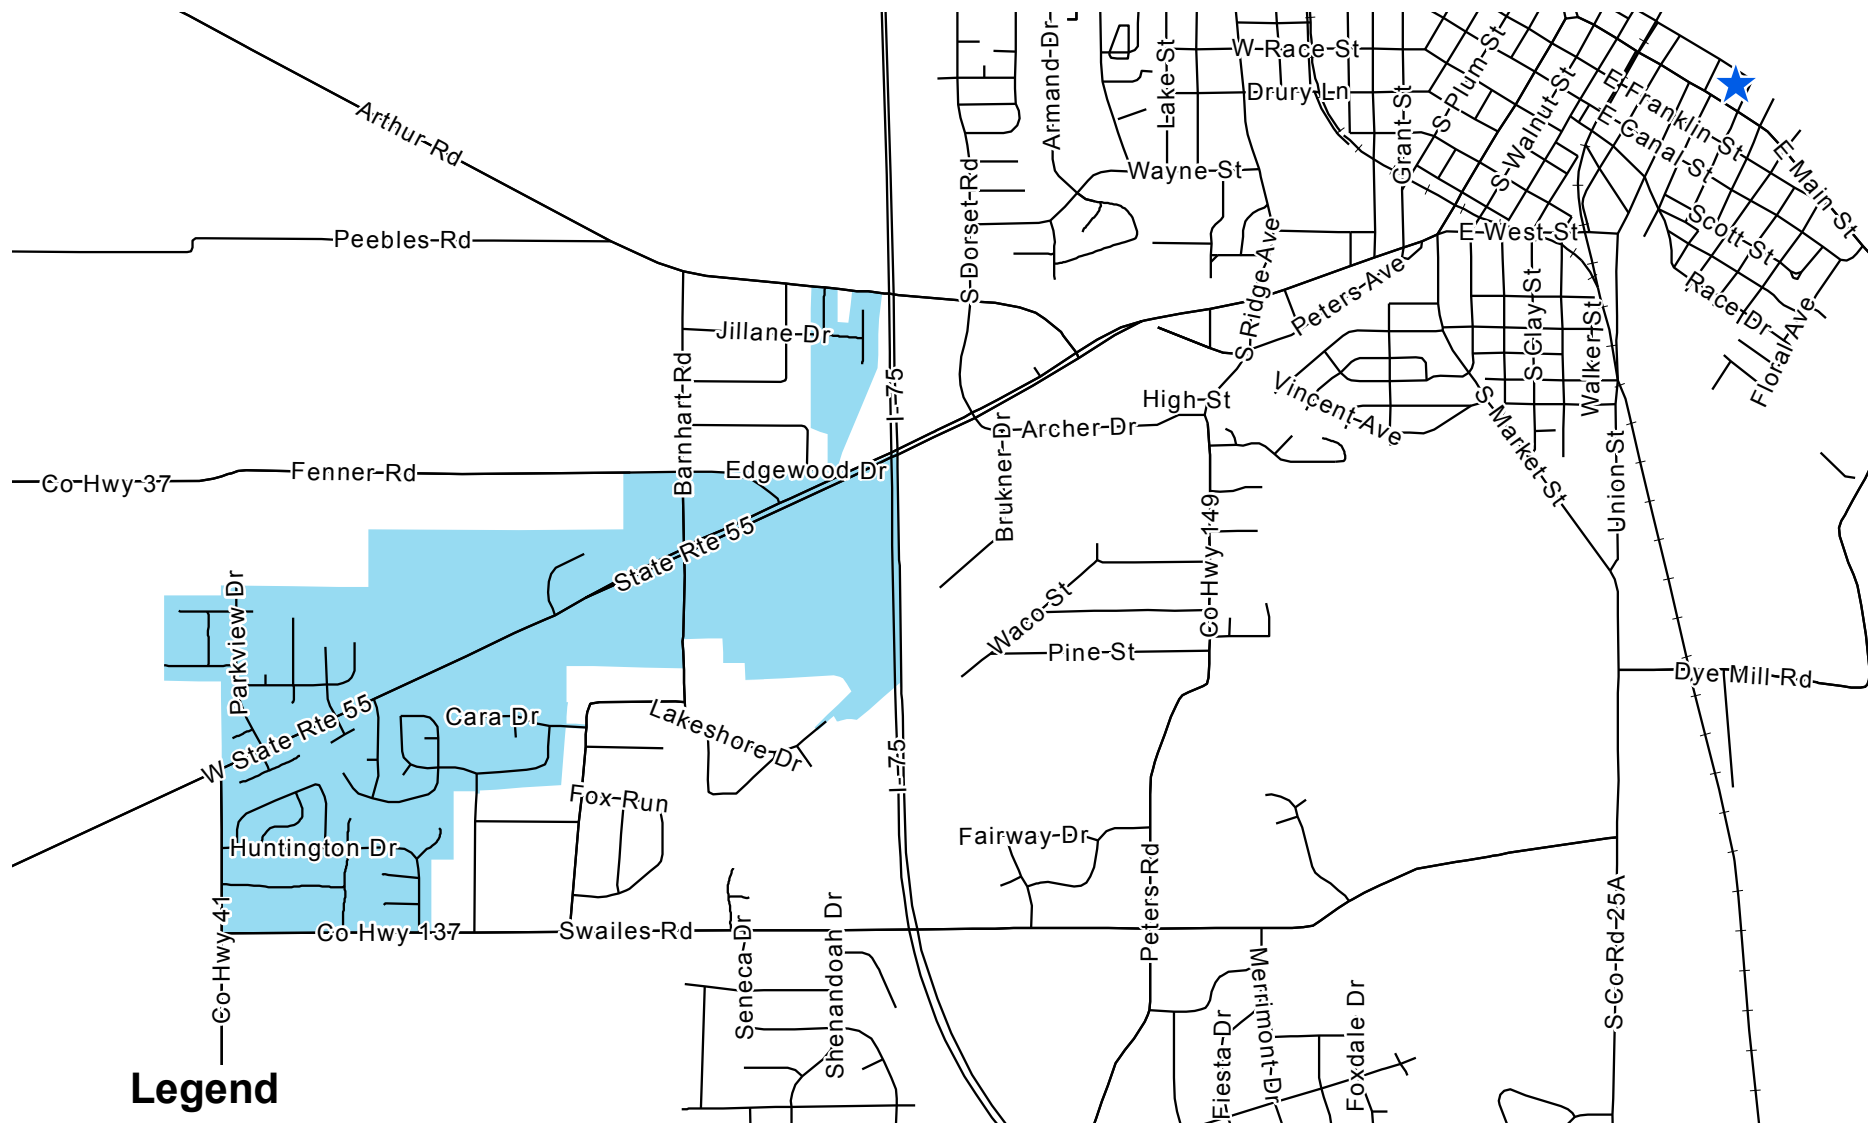 Arthur Rd
Peebles Rd
Armand Dr
Lake St
W Race St
Drury Ln
Grant St
S Plum St
S Walnut St
E Franklin St
E Canal St
E Main St
Wayne St
S Dorset Rd
S Ridge Ave
Peters Ave
E West St
Scott St
Race Dr
Floral Ave
Jillane Dr
Barnhart Rd
I-75
S Clay St
Walker St
High St
Vincent Ave
S Market St
Union St
Archer Dr
Brukner Dr
Co Hwy 37
Fenner Rd
Edgewood Dr
State Rte 55
Co Hwy 149
Waco St
Pine St
Dye Mill Rd
Parkview Dr
W State Rte 55
Cara Dr
Lakeshore Dr
I-75
Fox Run
Huntington Dr
Fairway Dr
Peters Rd
S Co Rd 25A
Co Hwy 41
Co Hwy 137
Swailes Rd
Seneca Dr
Shenandoah Dr
Merrimont Dr
Fiesta Dr
Foxdale Dr
Legend